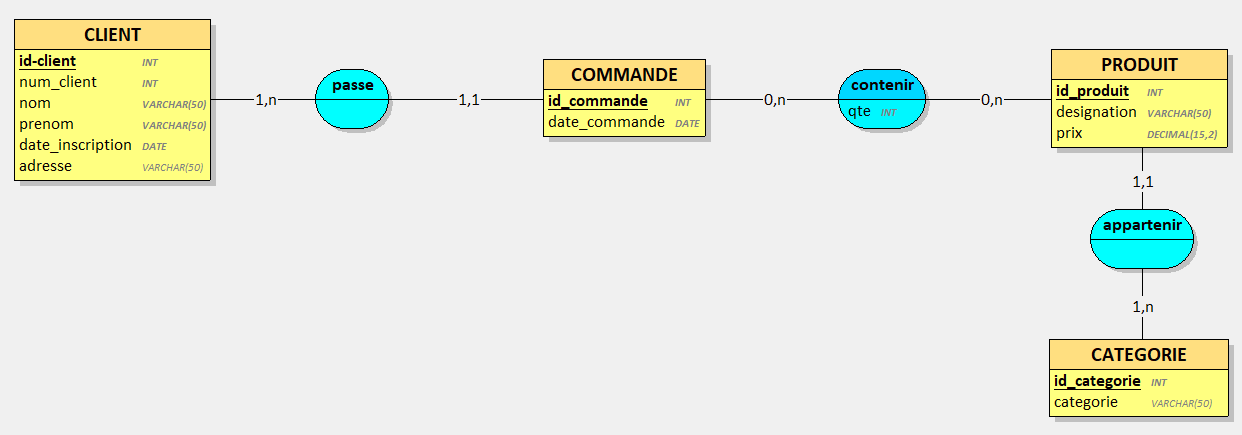 CLIENT
id-client INT
num_client INT
nom VARCHAR(50)
prenom VARCHAR(50)
date_inscription DATE
adresse VARCHAR(50)
1,n
passe
1,1
COMMANDE
id_commande INT
date_commande DATE
0,n
contenir
qte INT
0,n
PRODUIT
id_produit INT
designation VARCHAR(50)
prix DECIMAL(15,2)
1,1
appartenir
1,n
CATEGORIE
id_categorie INT
categorie VARCHAR(50)